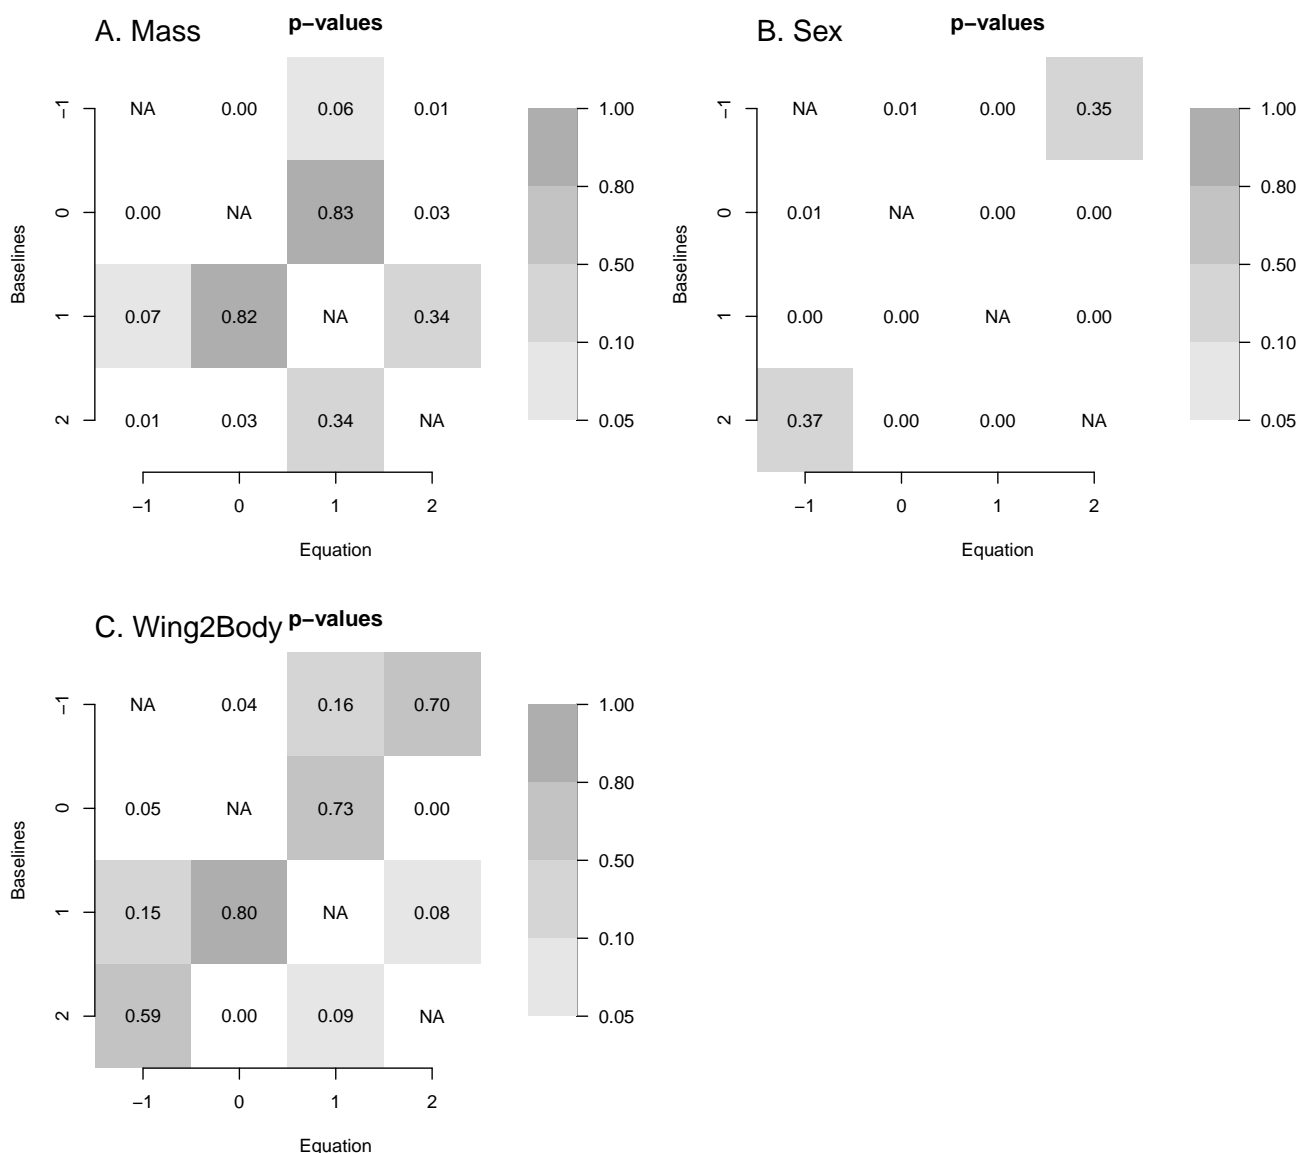 A. Mass
p−values
NA 0.00 0.06 0.01
0.00 NA 0.83 0.03
0.07 0.82 NA 0.34
0.01 0.03 0.34 NA
−1
0
1
2
Baselines
−1 0 1 2
Equation
1.00
0.80
0.50
0.10
0.05
B. Sex
p−values
NA 0.01 0.00 0.35
0.01 NA 0.00 0.00
0.00 0.00 NA 0.00
0.37 0.00 0.00 NA
−1
0
1
2
Baselines
−1 0 1 2
Equation
1.00
0.80
0.50
0.10
0.05
C. Wing2Body
p−values
NA 0.04 0.16 0.70
0.05 NA 0.73 0.00
0.15 0.80 NA 0.08
0.59 0.00 0.09 NA
−1
0
1
2
Baselines
−1 0 1 2
Equation
1.00
0.80
0.50
0.10
0.05